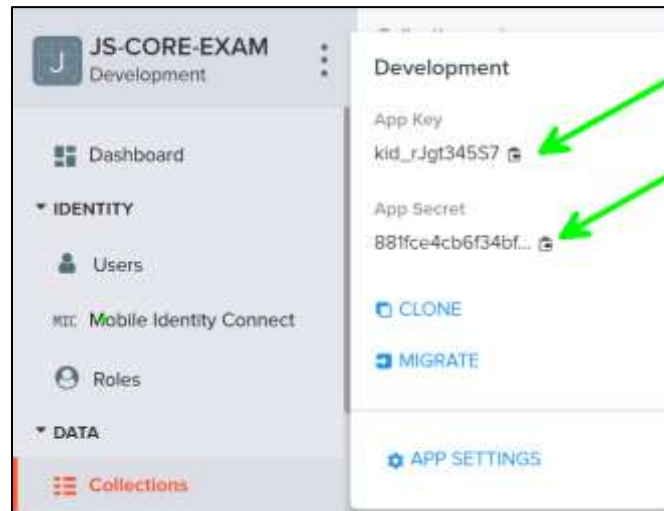 J
JS-CORE-EXAM
Development
Dashboard
IDENTITY
Users
MIC Mobile Identity Connect
Roles
DATA
Collections
Development
App Key
kid_rJgt345S7
App Secret
881fce4cb6f34bf...
CLONE
MIGRATE
APP SETTINGS